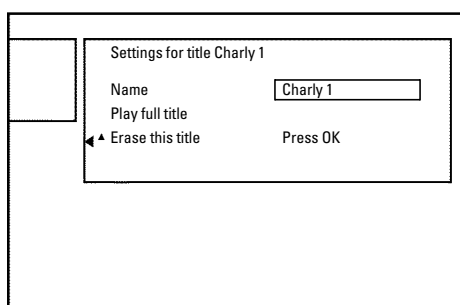 Settings for title Charly 1
Name Charly 1
Play full title
Erase this title Press OK